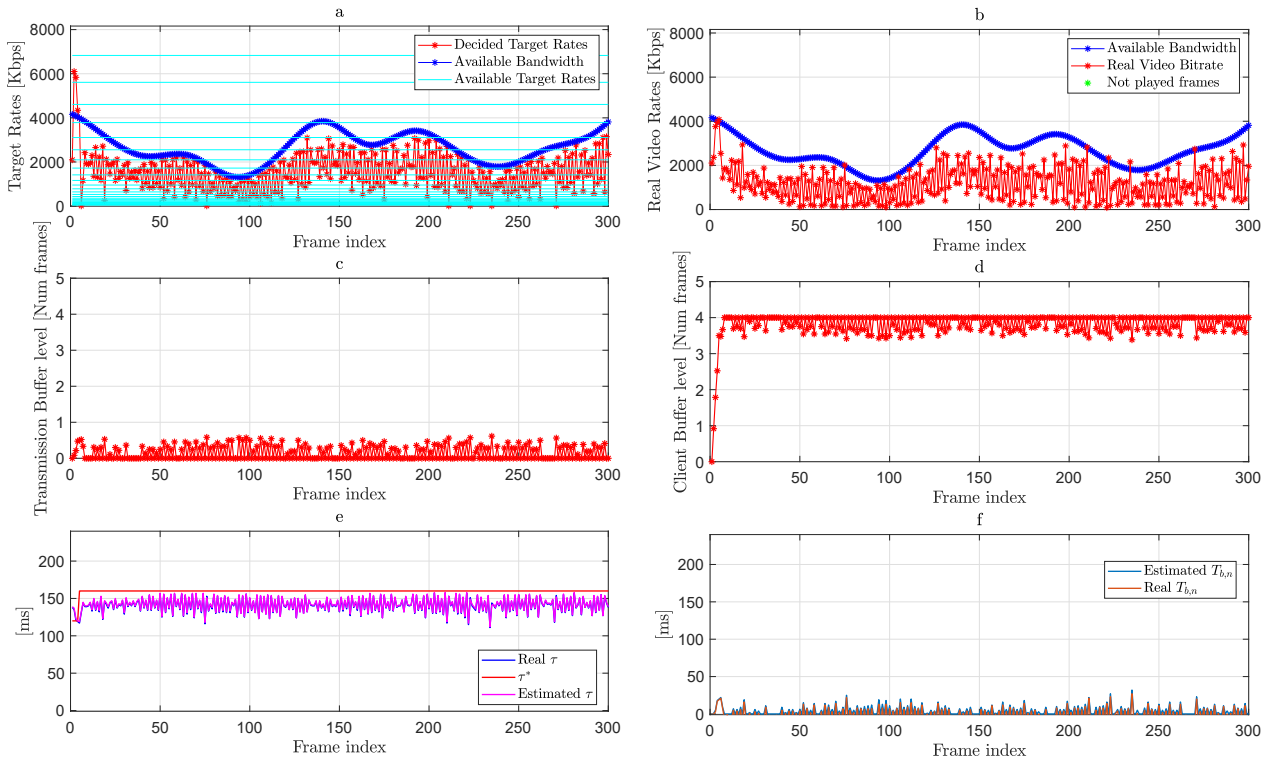 a
8000
6000
4000
2000
0
0 50 100 150 200 250 300
Target Rates [Kbps]
Frame index
Decided Target Rates
Available Bandwidth
Available Target Rates
b
8000
6000
4000
2000
0
0 50 100 150 200 250 300
Real Video Rates [Kbps]
Frame index
Available Bandwidth
Real Video Bitrate
Not played frames
c
5
4
3
2
1
0
0 50 100 150 200 250 300
Transmission Buffer level [Num frames]
Frame index
d
5
4
3
2
1
0
0 50 100 150 200 250 300
Client Buffer level [Num frames]
Frame index
e
200
150
100
50
0
0 50 100 150 200 250 300
[ms]
Frame index
Real τ
τ*
Estimated τ
f
200
150
100
50
0
0 50 100 150 200 250 300
[ms]
Frame index
Estimated T_{b,n}
Real T_{b,n}